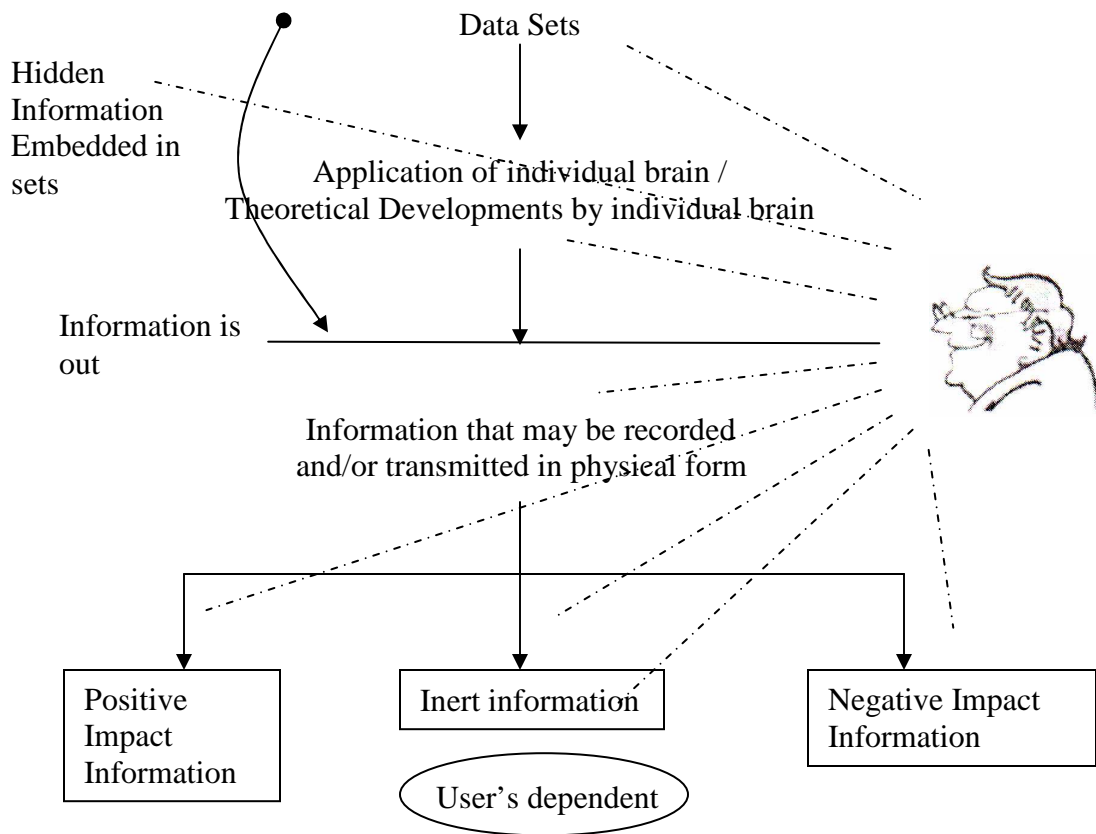 Data Sets
Hidden
Information
Embedded in
sets
Application of individual brain /
Theoretical Developments by individual brain
Information is
out
Information that may be recorded
and/or transmitted in physical form
Positive
Impact
Information
Inert information
Negative Impact
Information
User's dependent